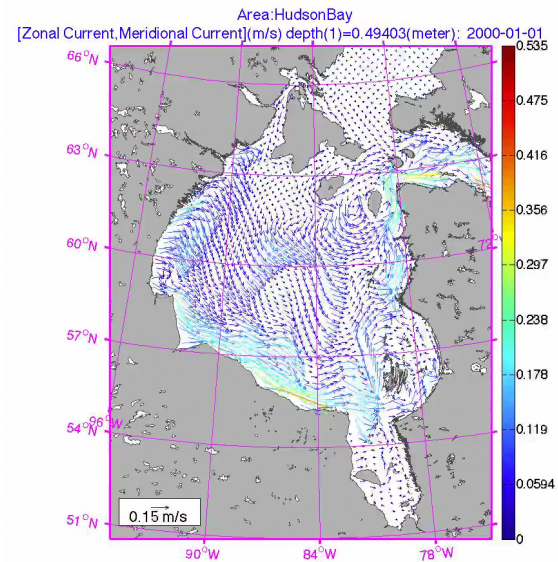 Area:HudsonBay
[Zonal Current,Meridional Current](m/s) depth(1)=0.49403(meter): 2000-01-01
66°N
63°N
60°N
57°N
54°N
51°N
96°W
72°
90°W
84°W
78°W
0.15 m/s
0.535
0.475
0.416
0.356
0.297
0.238
0.178
0.119
0.0594
0